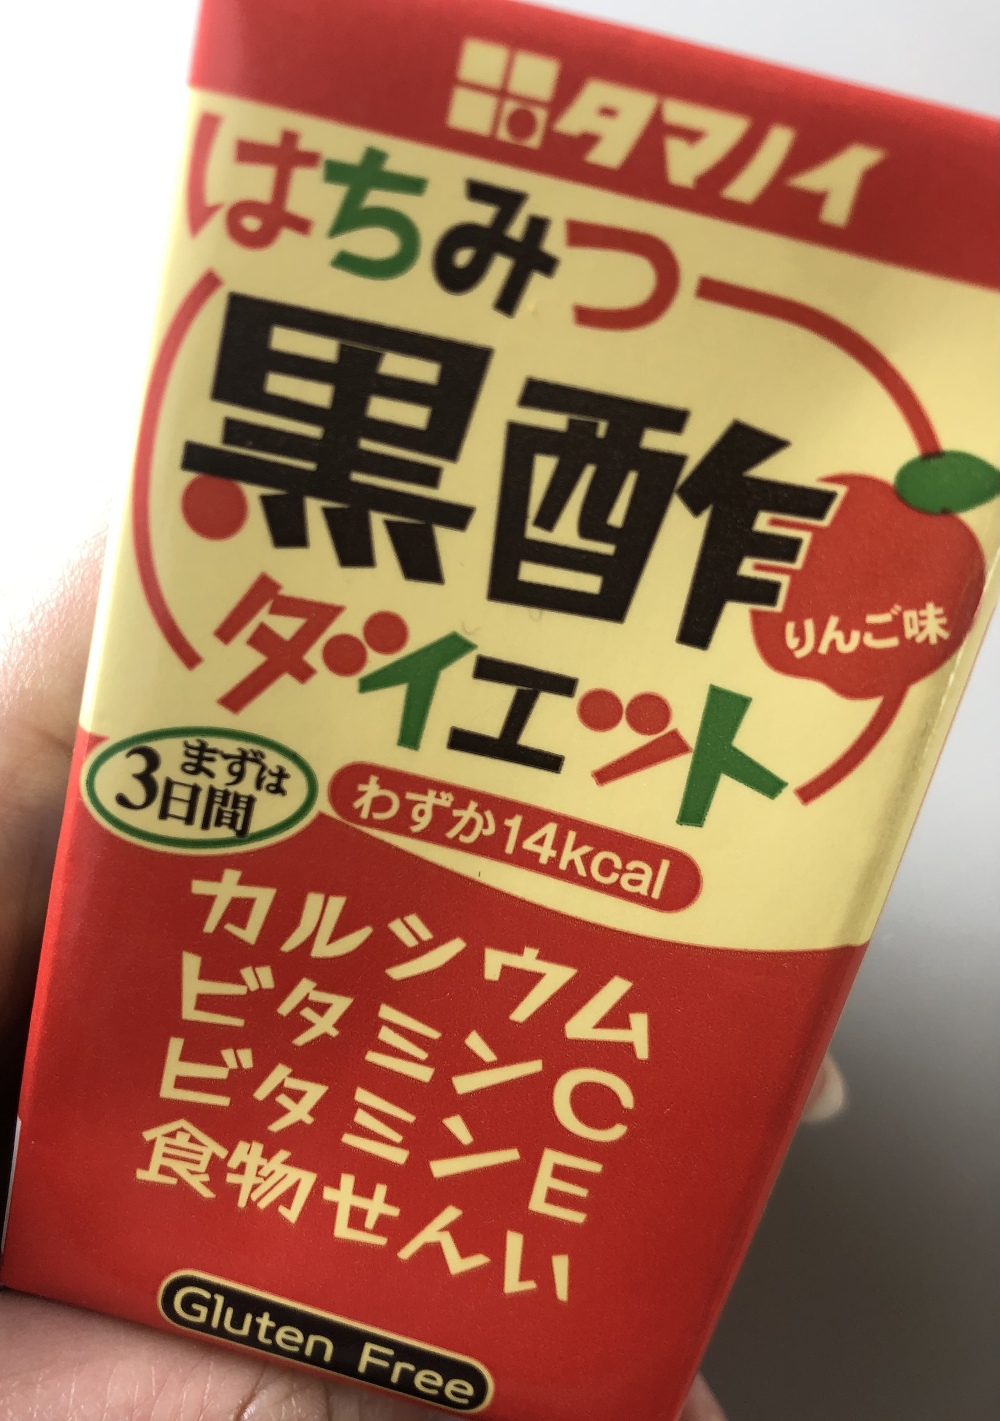 タマノイ
はちみつ
黒酢
りんご味
ダイエット
まずは
3日間
わずか14kcal
カルシウム
ビタミンC
ビタミンE
食物せんい
Gluten Free